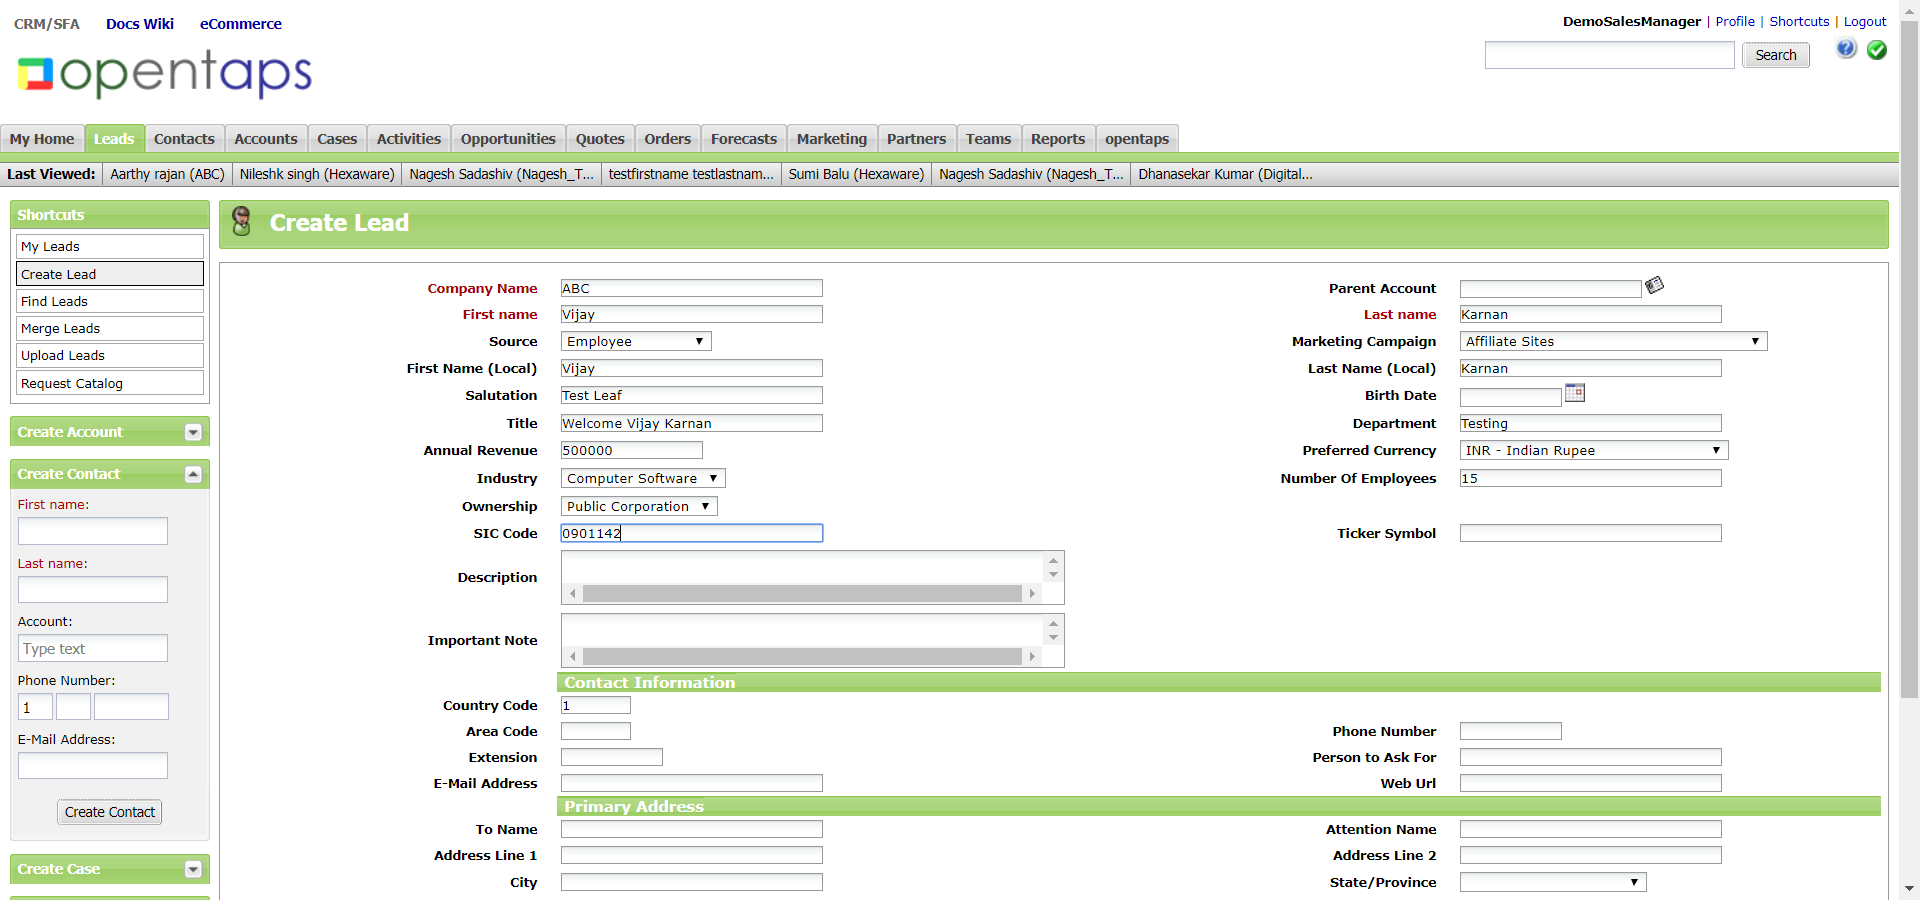 CRM/SFA Docs Wiki eCommerce
DemoSalesManager | Profile | Shortcuts | Logout
opentaps
Search
My Home Leads Contacts Accounts Cases Activities Opportunities Quotes Orders Forecasts Marketing Partners Teams Reports opentaps
Last Viewed: Aarthy rajan (ABC) Nileshk singh (Hexaware) Nagesh Sadashiv (Nagesh_T... testfirstname testlastnam... Sumi Balu (Hexaware) Nagesh Sadashiv (Nagesh_T... Dhanasekar Kumar (Digital...
Shortcuts
My Leads
Create Lead
Find Leads
Merge Leads
Upload Leads
Request Catalog
Create Account
Create Contact
First name:
Last name:
Account:
Type text
Phone Number:
1
E-Mail Address:
Create Contact
Create Case
Create Lead
Company Name ABC Parent Account
First name Vijay Last name Karnan
Source Employee Marketing Campaign Affiliate Sites
First Name (Local) Vijay Last Name (Local) Karnan
Salutation Test Leaf Birth Date
Title Welcome Vijay Karnan Department Testing
Annual Revenue 500000 Preferred Currency INR - Indian Rupee
Industry Computer Software Number Of Employees 15
Ownership Public Corporation
SIC Code 0901142 Ticker Symbol
Description
Important Note
Contact Information
Country Code 1
Area Code Phone Number
Extension Person to Ask For
E-Mail Address Web Url
Primary Address
To Name Attention Name
Address Line 1 Address Line 2
City State/Province